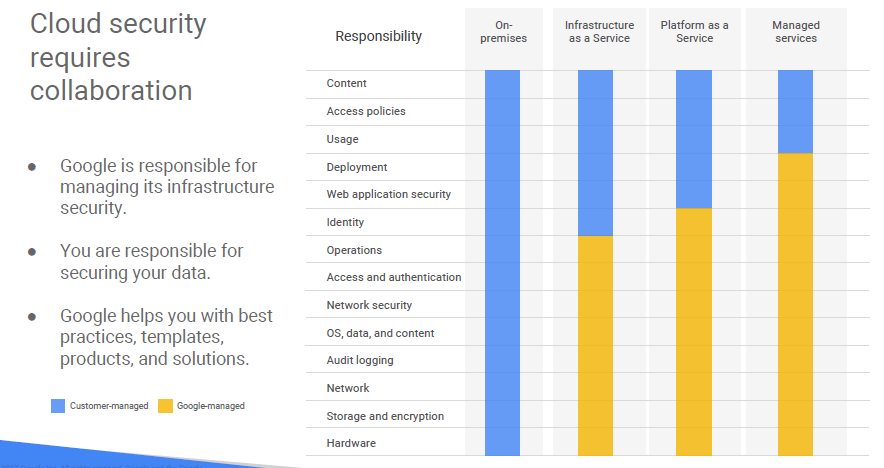 Cloud security
requires
collaboration
● Google is responsible for
managing its infrastructure
security.
● You are responsible for
securing your data.
● Google helps you with best
practices, templates,
products, and solutions.
Customer-managed Google-managed
Responsibility
On-
premises
Infrastructure
as a Service
Platform as a
Service
Managed
services
Content
Access policies
Usage
Deployment
Web application security
Identity
Operations
Access and authentication
Network security
OS, data, and content
Audit logging
Network
Storage and encryption
Hardware